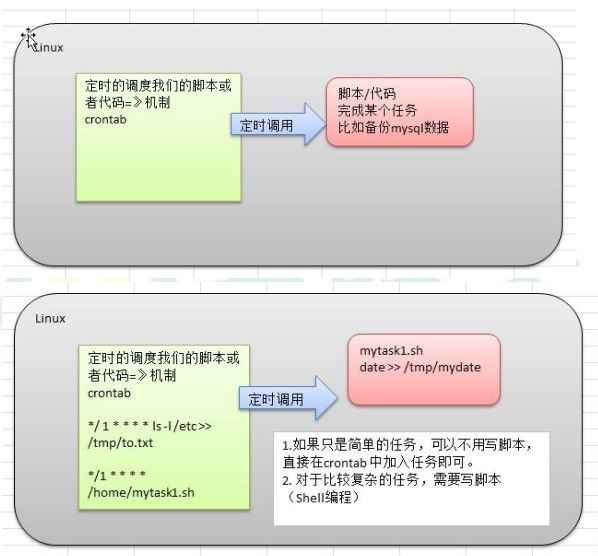 Linux
定时的调度我们的脚本或
者代码=》机制
crontab
定时调用
脚本/代码
完成某个任务
比如备份mysql数据
Linux
定时的调度我们的脚本或
者代码=》机制
crontab
*/ 1 * * * * ls -l /etc >>
/tmp/to.txt
*/1 * * * *
/home/mytask1.sh
定时调用
mytask1.sh
date >> /tmp/mydate
1.如果只是简单的任务，可以不用写脚本，
直接在crontab 中加入任务即可。
2. 对于比较复杂的任务，需要写脚本
（Shell编程）